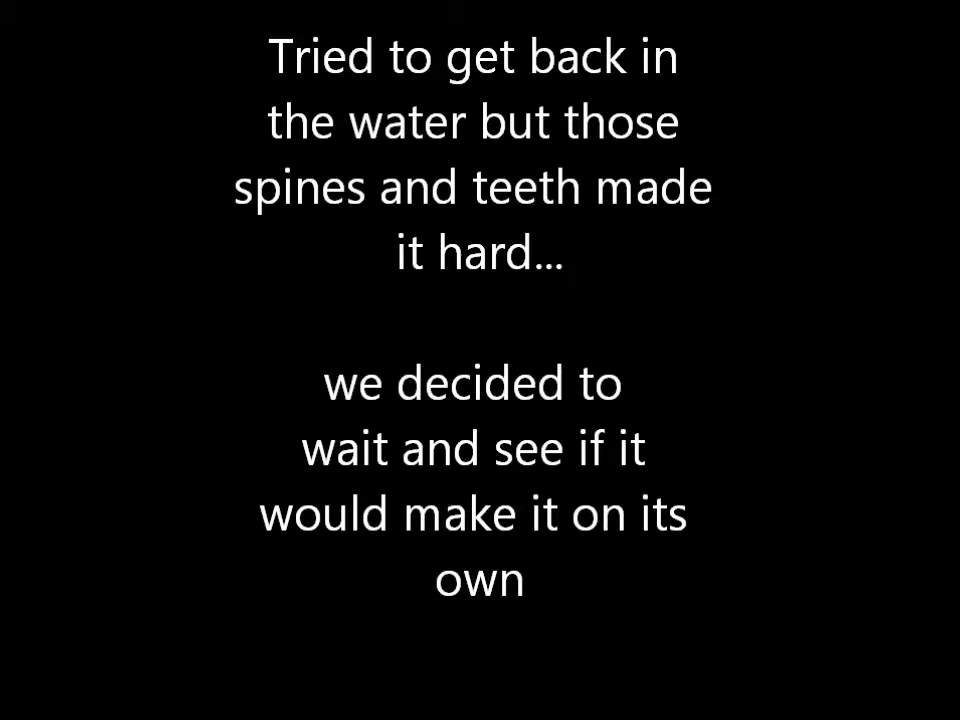 Tried to get back in
the water but those
spines and teeth made
it hard...
we decided to
wait and see if it
would make it on its
own